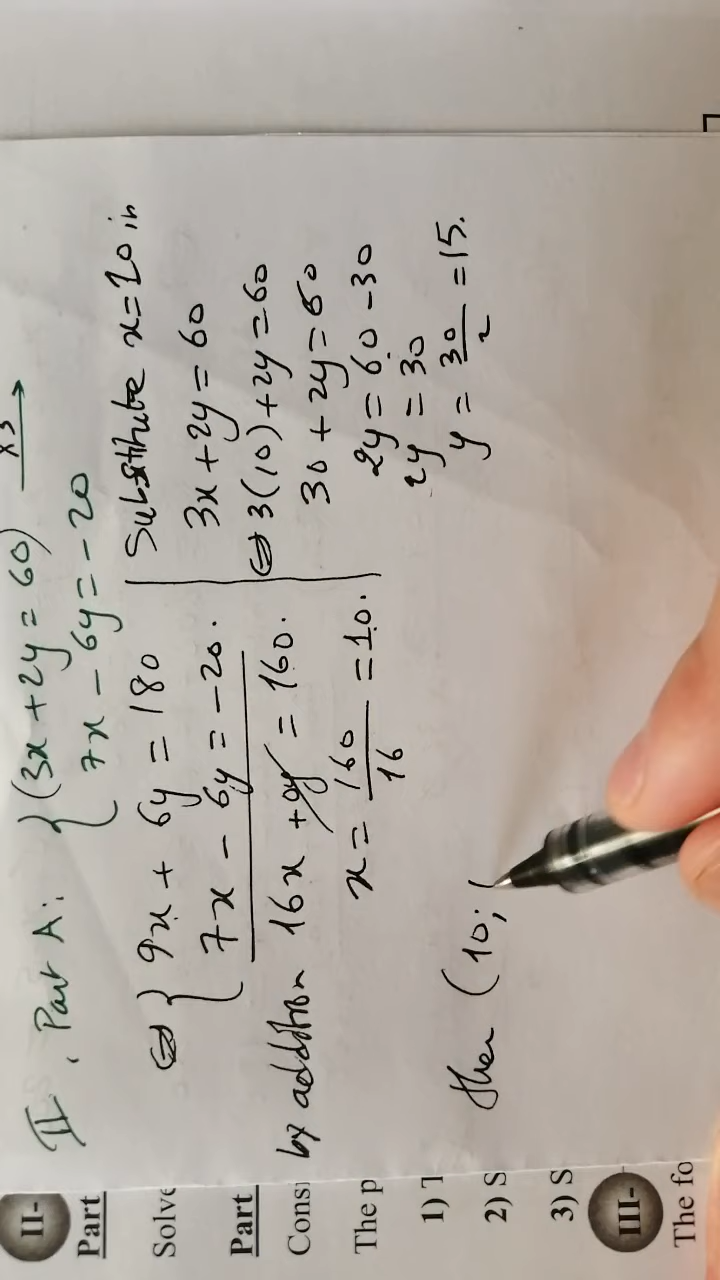 II, Part A: { (3x + 2y = 60) ×3 →
7x − 6y = −20
⇔ { 9x + 6y = 180
7x − 6y = −20.
by addition 16x + 0y = 160.
x = 160/16 = 10.
Substitute x=10 in
3x + 2y = 60
⇔ 3(10) + 2y = 60
30 + 2y = 60
2y = 60 − 30
2y = 30
y = 30/2 = 15.
then (10; (
II-
Part
Solve
Part
Consi
The p
1) T
2) S
3) S
III-
The fo